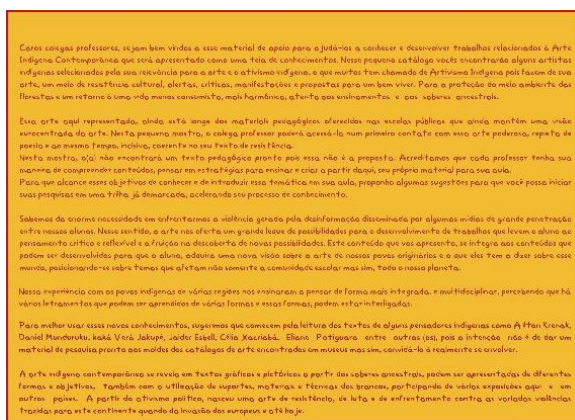 Caros colegas professores, sejam bem vindos a esse material de apoio para ajudá-los a conhecer e desenvolver trabalhos relacionados à Arte
Indígena Contemporânea que será apresentado como uma teia de conhecimentos. Nesse pequeno catálogo vocês encontrarão alguns artistas
indígenas selecionados pela sua relevância para a arte e o ativismo indígena, o que muitos tem chamado de Artivismo Indígena pois fazem de sua
arte, um meio de resistência cultural, alertas, críticas, manifestações e propostas para um bem viver. Para a proteção do meio ambiente das
florestas e um retorno à uma vida menos consumista, mais harmônica, atenta aos ensinamentos e aos saberes ancestrais.
Essa arte aqui representada, ainda está longe dos materiais pedagógicos oferecidos nas escolas públicas que ainda mantêm uma visão
eurocentrada da arte. Nesta pequena mostra, o colega professor poderá acessá-la num primeiro contato com essa arte poderosa, repleta de
poesia e ao mesmo tempo, incisiva, coerente no seu texto de resistência.
Nesta mostra, o(a) não encontrará um texto pedagógico pronto pois essa não é a proposta. Acreditamos que cada professor tenha sua
maneira de compreender conteúdos, pensar em estratégias para ensinar e criar a partir daqui, seu próprio material para sua aula.
Para que alcance esses objetivos de conhecer e de introduzir essa temática em sua aula, proponho algumas sugestões para que você possa iniciar
suas pesquisas em uma trilha já demarcada, acelerando seu processo de conhecimento.
Sabemos da enorme necessidade em enfrentarmos a violência gerada pela desinformação disseminada por algumas mídias de grande penetração
entre nossos alunos. Nesse sentido, a arte nos oferta um grande leque de possibilidades para o desenvolvimento de trabalhos que levem o aluno ao
pensamento crítico e reflexivel e a fruição na descoberta de novas possibilidades. Este conteúdo que vos apresento, se integra aos conteúdos que
podem ser desenvolvidos para que o aluno, adquira uma nova visão sobre a arte de nossos povos originários e o que eles tem a dizer sobre esse
mundo, posicionando-se sobre temas que afetam não somente a comunidade escolar mas sim, todo o nosso planeta.
Nossa experiência com os povos indígenas de várias regiões nos ensinaram a pensar de forma mais integrada, e multidisciplinar, percebendo que há
vários letramentos que podem ser aprendidos de várias formas e essas formas, podem estar interligadas.
Para melhor usar esses novos conhecimentos, sugerimos que comecem pela leitura dos textos de alguns pensadores indígenas como Aílton Krenak,
Daniel Munduruku, Kaká Verá Jakupé, Jaider Esbell, Célia Xacriabá, Eliane Potiguara entre outras (os), pois a intenção não é de dar um
material de pesquisa pronto aos moldes dos catálogos de arte encontrados em museus mas sim, convidá-lo à realmente se envolver.
A arte indígena contemporânea se revela em textos gráficos e pictóricos a partir dos saberes ancestrais, podem ser apresentadas de diferentes
formas e objetivos, também com a utilização de suportes, materiais e técnicas dos brancos, participando de várias exposições aqui e em
outros países. A partir do ativismo político, nasceu uma arte de resistência, de luta e de enfrentamento contra as variadas violências
trazidas para este continente quando da invasão dos europeus e até hoje.